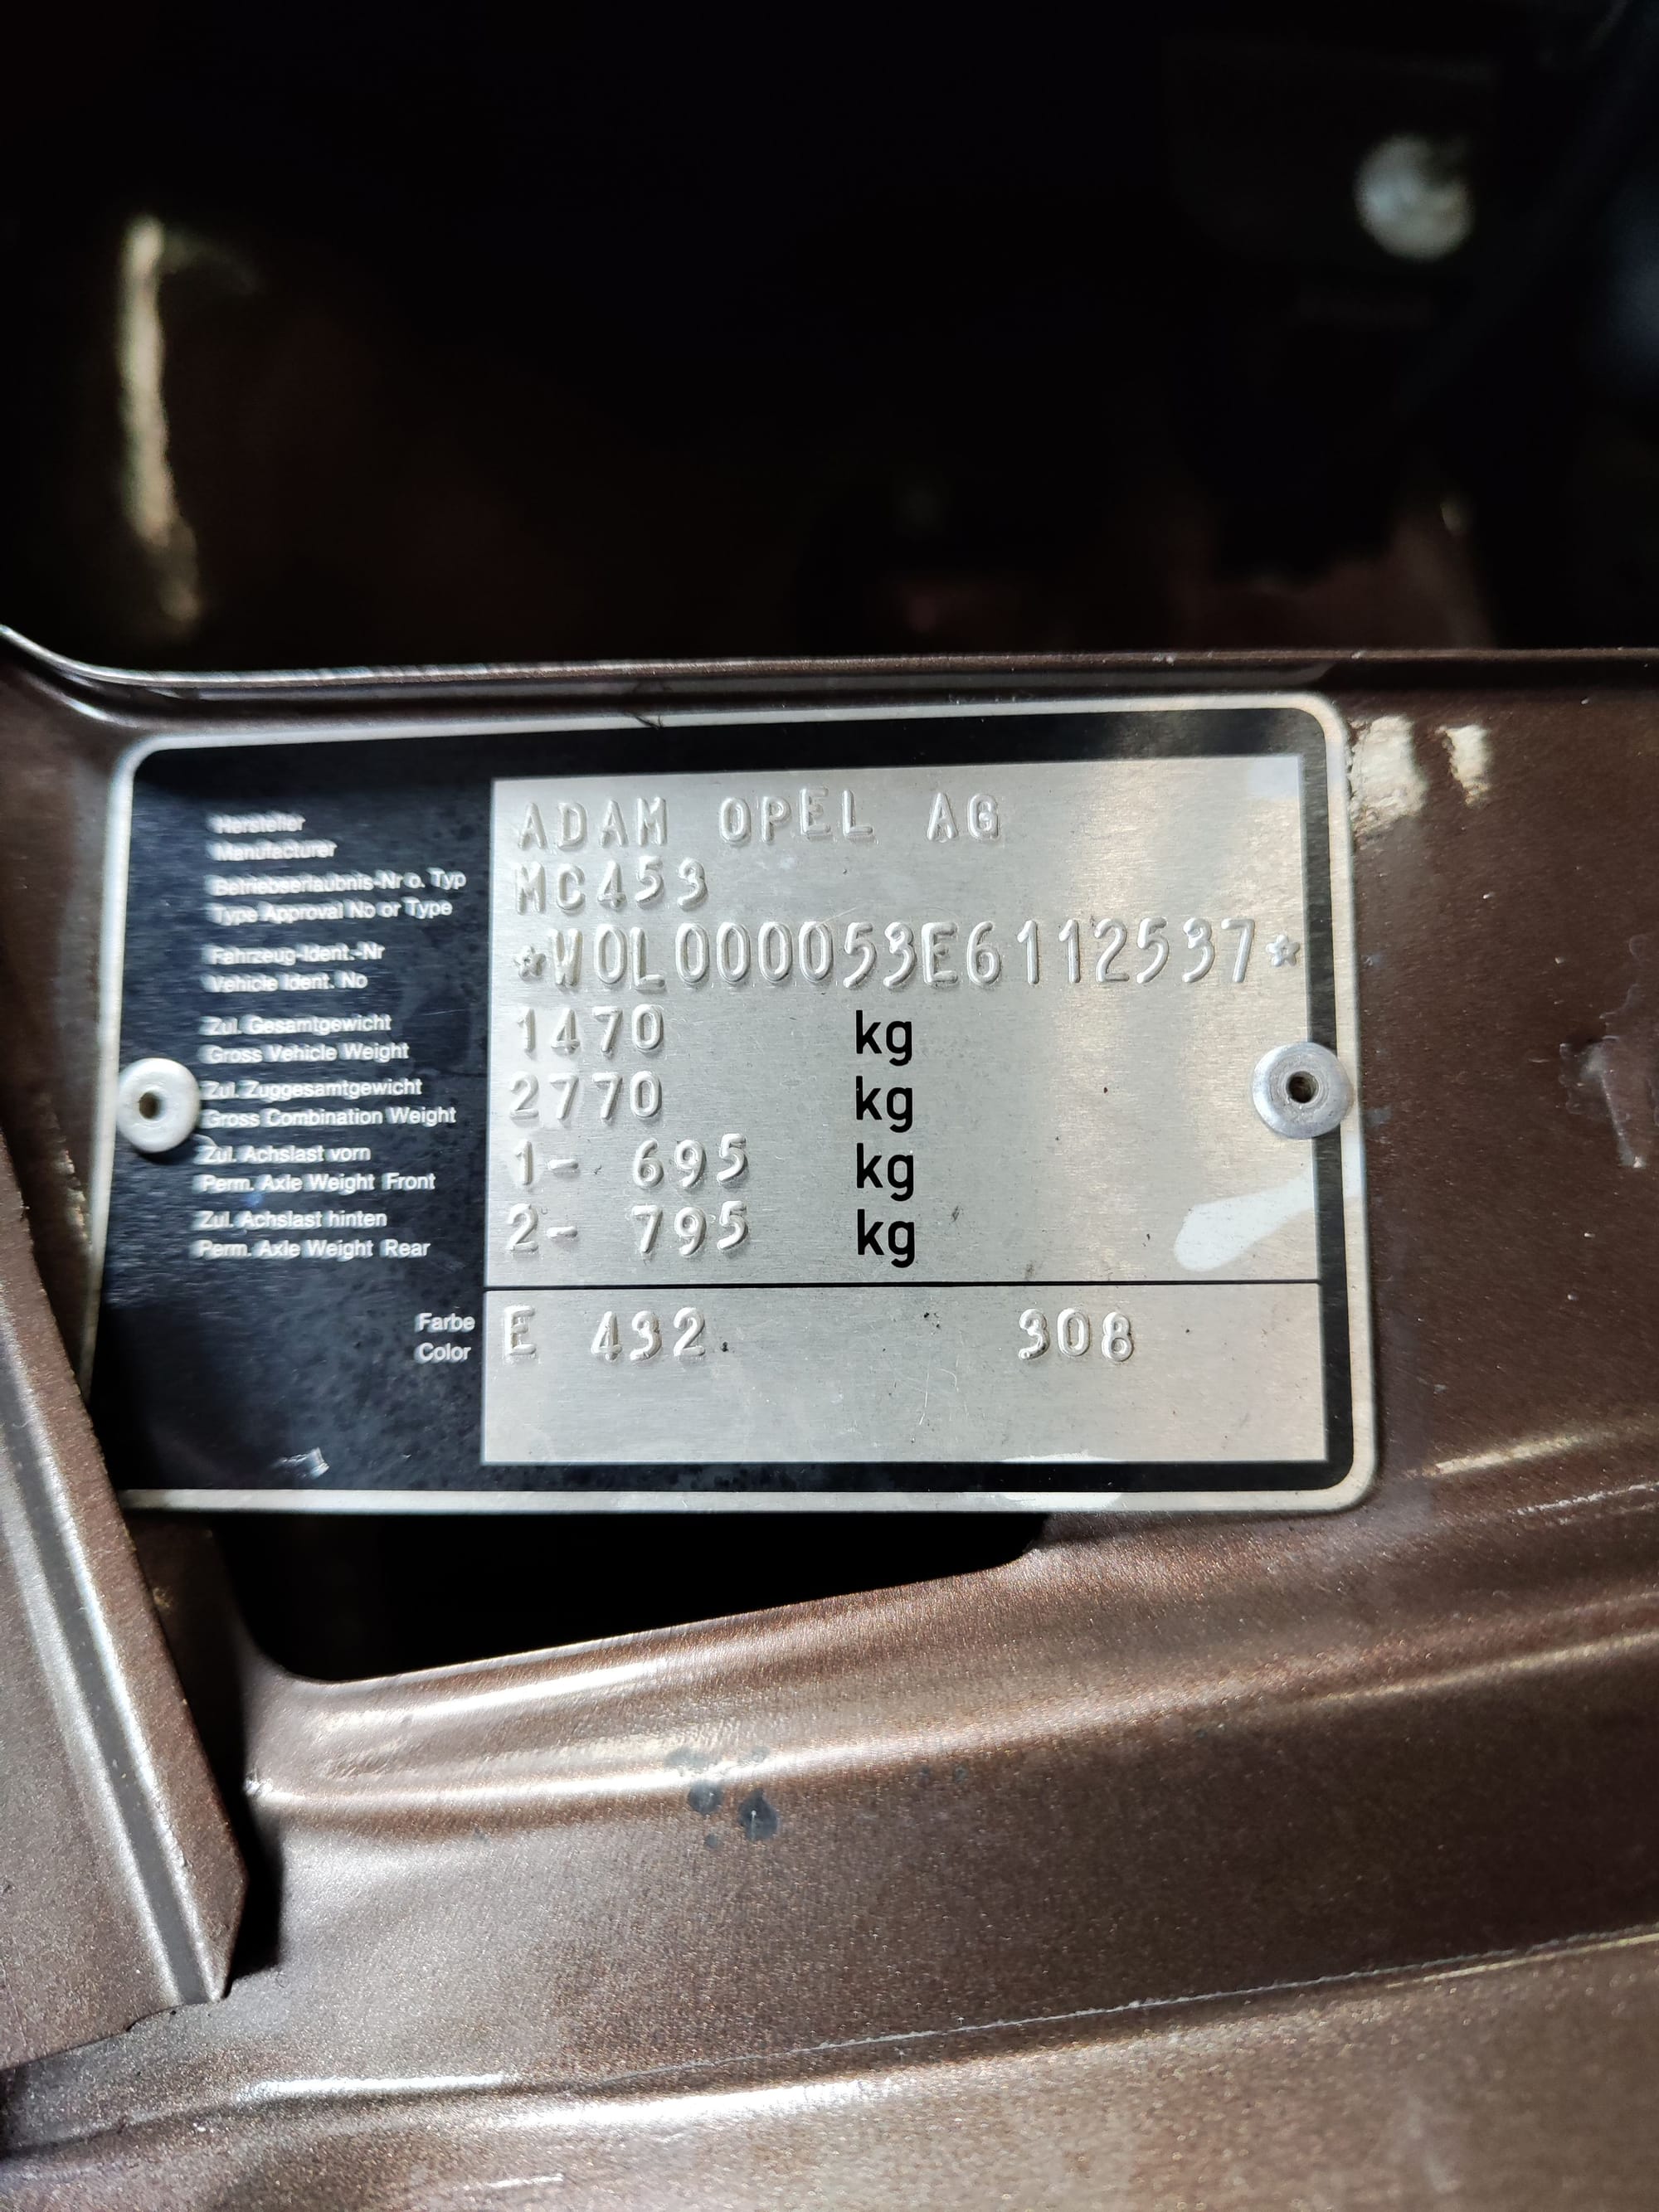 Hersteller ADAM OPEL AG
Manufacturer
Betriebserlaubnis-Nr o. Typ MC453
Type Approval No or Type
Fahrzeug-Ident.-Nr *W0L000053E6112537*
Vehicle Ident. No
Zul. Gesamtgewicht 1470 kg
Gross Vehicle Weight
Zul. Zuggesamtgewicht 2770 kg
Gross Combination Weight
Zul. Achslast vorn 1- 695 kg
Perm. Axle Weight Front
Zul. Achslast hinten 2- 795 kg
Perm. Axle Weight Rear
Farbe E 432 308
Color